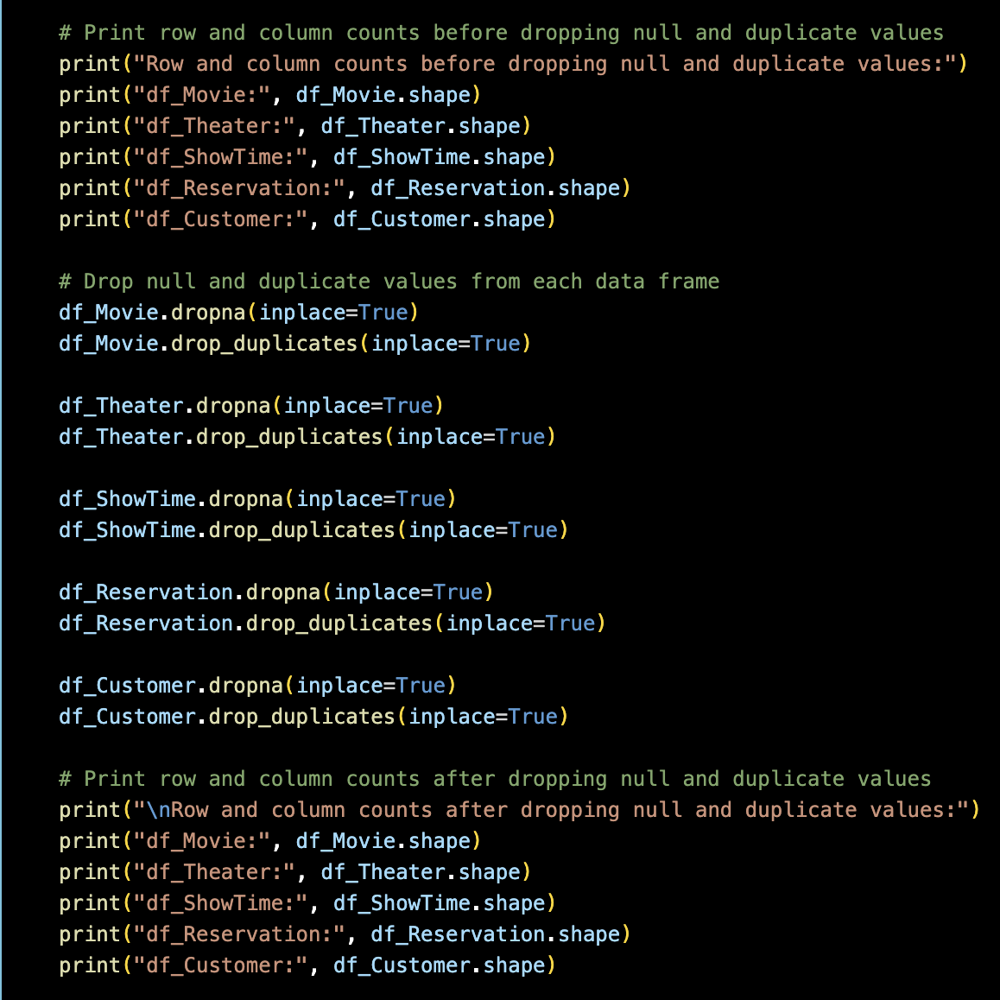 # Print row and column counts before dropping null and duplicate values
print("Row and column counts before dropping null and duplicate values:")
print("df_Movie:", df_Movie.shape)
print("df_Theater:", df_Theater.shape)
print("df_ShowTime:", df_ShowTime.shape)
print("df_Reservation:", df_Reservation.shape)
print("df_Customer:", df_Customer.shape)
# Drop null and duplicate values from each data frame
df_Movie.dropna(inplace=True)
df_Movie.drop_duplicates(inplace=True)
df_Theater.dropna(inplace=True)
df_Theater.drop_duplicates(inplace=True)
df_ShowTime.dropna(inplace=True)
df_ShowTime.drop_duplicates(inplace=True)
df_Reservation.dropna(inplace=True)
df_Reservation.drop_duplicates(inplace=True)
df_Customer.dropna(inplace=True)
df_Customer.drop_duplicates(inplace=True)
# Print row and column counts after dropping null and duplicate values
print("\nRow and column counts after dropping null and duplicate values:")
print("df_Movie:", df_Movie.shape)
print("df_Theater:", df_Theater.shape)
print("df_ShowTime:", df_ShowTime.shape)
print("df_Reservation:", df_Reservation.shape)
print("df_Customer:", df_Customer.shape)